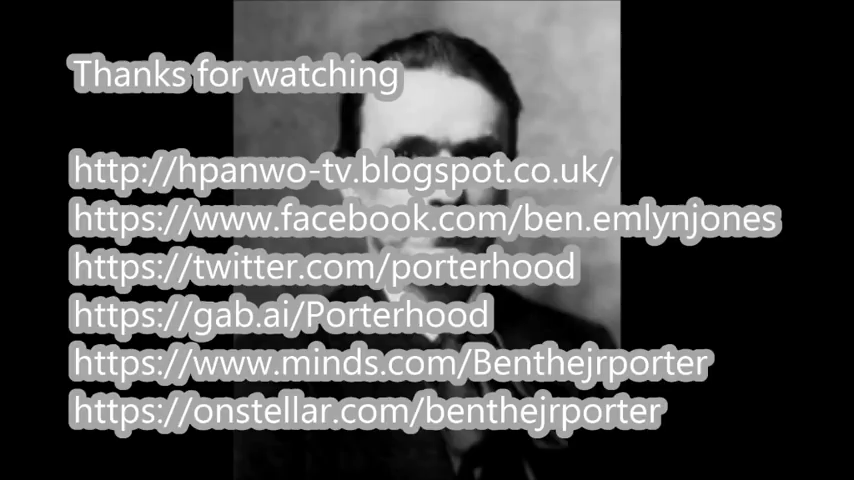 Thanks for watching
http://hpanwo-tv.blogspot.co.uk/
https://www.facebook.com/ben.emlynjones
https://twitter.com/porterhood
https://gab.ai/Porterhood
https://www.minds.com/Benthejrporter
https://onstellar.com/benthejrporter